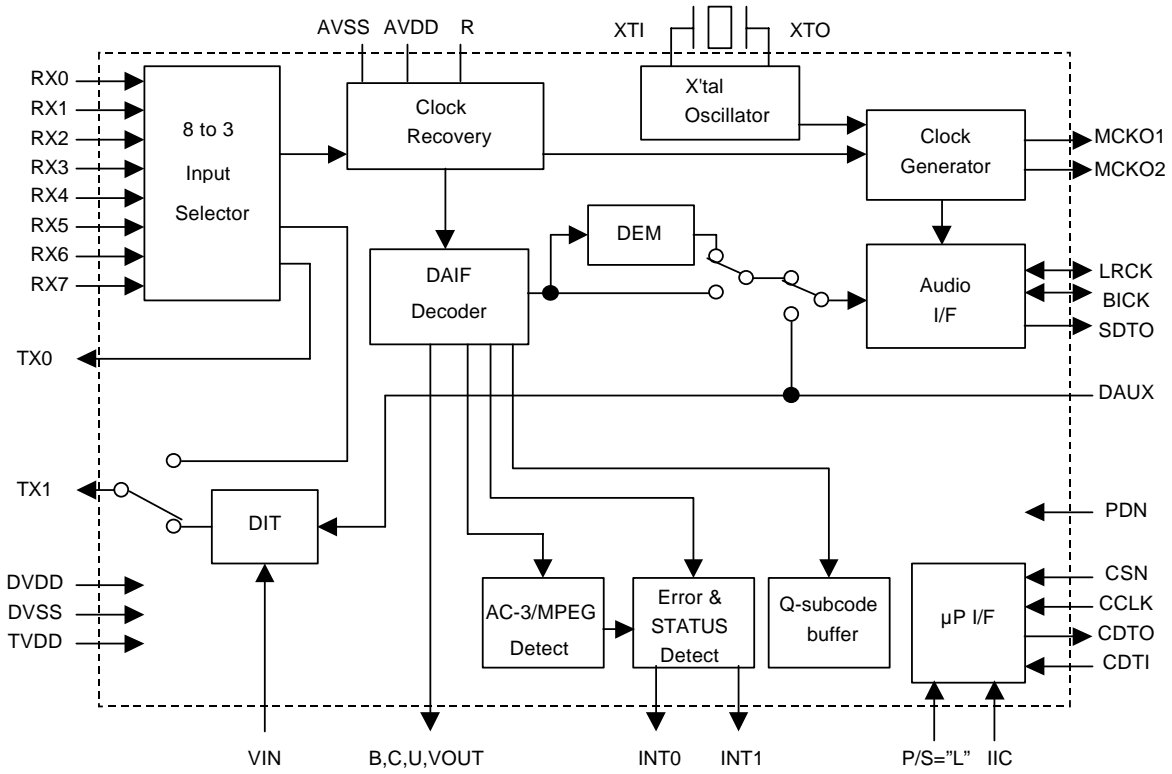 AVSS AVDD R
XTI XTO
RX0
RX1
RX2
RX3
RX4
RX5
RX6
RX7
8 to 3
Input
Selector
Clock
Recovery
X'tal
Oscillator
Clock
Generator
MCKO1
MCKO2
DEM
DAIF
Decoder
Audio
I/F
LRCK
BICK
SDTO
TX0
DAUX
TX1
DIT
PDN
DVDD
DVSS
TVDD
AC-3/MPEG
Detect
Error &
STATUS
Detect
Q-subcode
buffer
µP I/F
CSN
CCLK
CDTO
CDTI
VIN
B,C,U,VOUT
INT0
INT1
P/S="L"
IIC